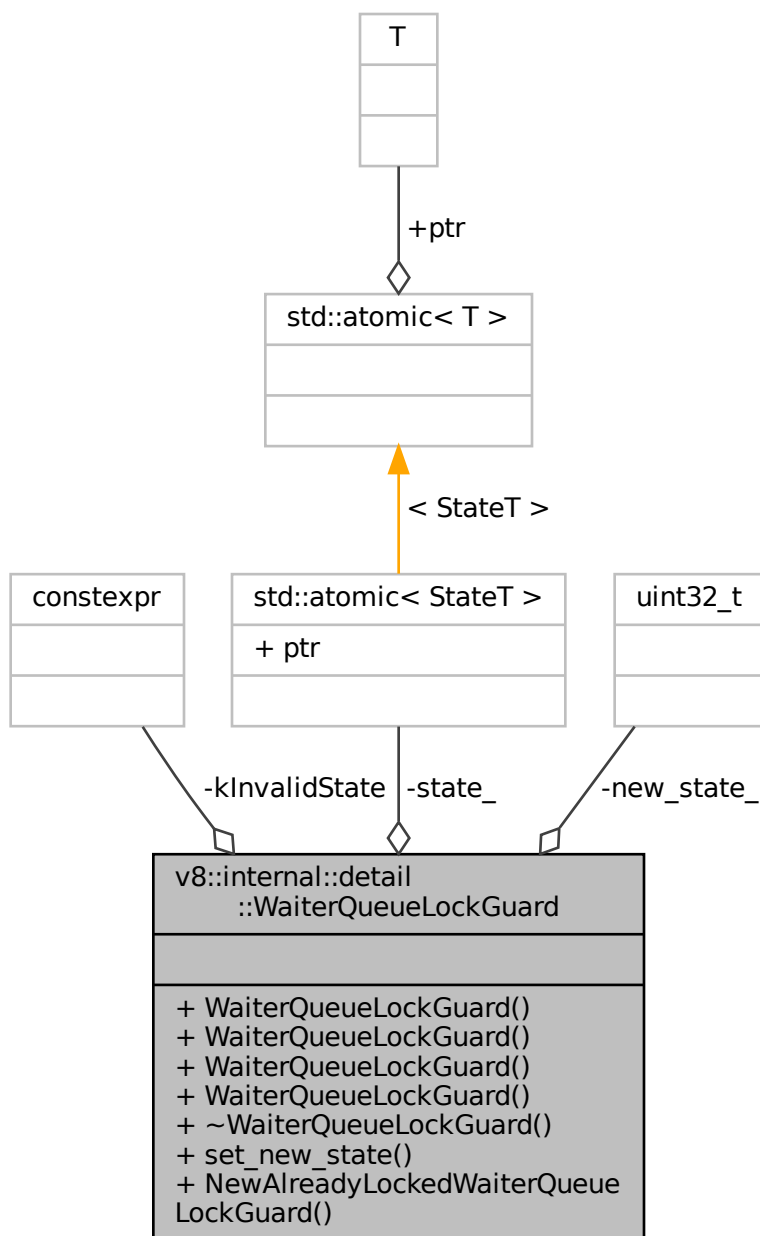 T
+ptr
std::atomic< T >
< StateT >
constexpr
std::atomic< StateT >
+ ptr
uint32_t
-kInvalidState
-state_
-new_state_
v8::internal::detail
::WaiterQueueLockGuard
+ WaiterQueueLockGuard()
+ WaiterQueueLockGuard()
+ WaiterQueueLockGuard()
+ WaiterQueueLockGuard()
+ ~WaiterQueueLockGuard()
+ set_new_state()
+ NewAlreadyLockedWaiterQueue
LockGuard()